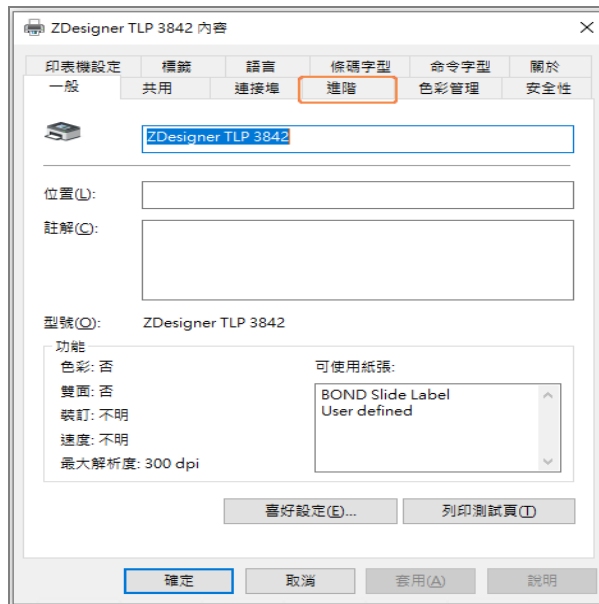 ZDesigner TLP 3842 內容
印表機設定 標籤 語言 條碼字型 命令字型 關於
一般 共用 連接埠 進階 色彩管理 安全性
ZDesigner TLP 3842
位置(L):
註解(C):
型號(O): ZDesigner TLP 3842
功能
色彩: 否 可使用紙張:
雙面: 否 BOND Slide Label
裝訂: 不明 User defined
速度: 不明
最大解析度: 300 dpi
喜好設定(E)... 列印測試頁(T)
確定 取消 套用(A) 說明